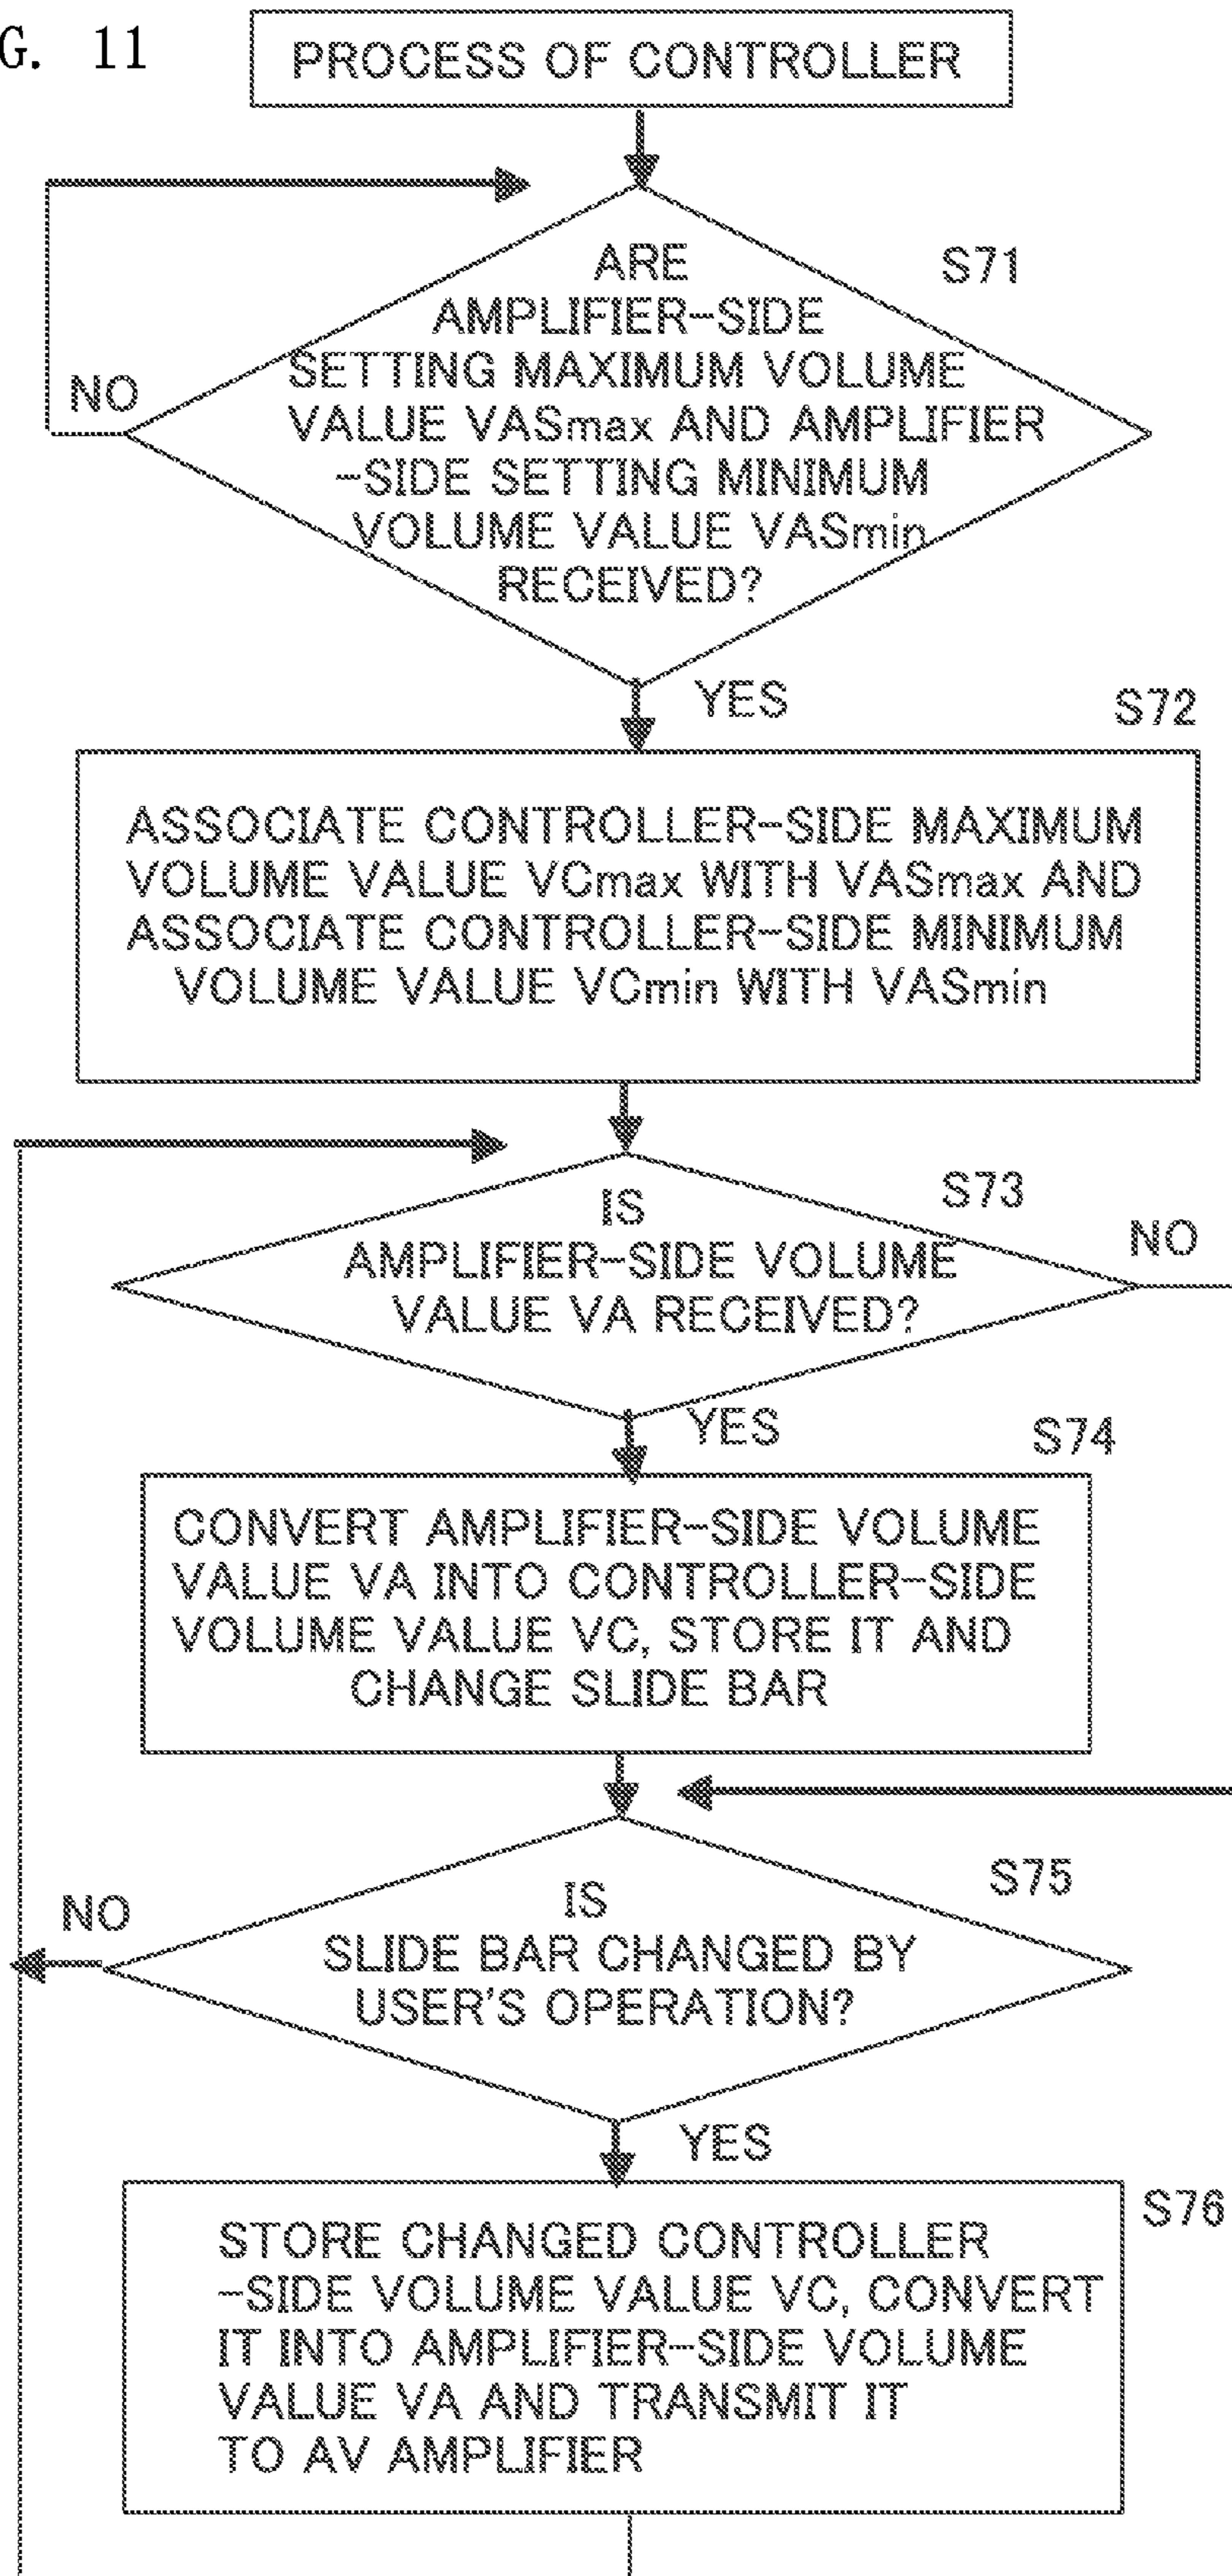 G. 11
PROCESS OF CONTROLLER
ARE
S71
AMPLIFIER-SIDE
SETTING MAXIMUM VOLUME
NO
VALUE VASmax AND AMPLIFIER
-SIDE SETTING MINIMUM
VOLUME VALUE VASmin
RECEIVED?
YES
S72
ASSOCIATE CONTROLLER-SIDE MAXIMUM
VOLUME VALUE VCmax WITH VASmax AND
ASSOCIATE CONTROLLER-SIDE MINIMUM
VOLUME VALUE VCmin WITH VASmin
S73
IS
NO
AMPLIFIER-SIDE VOLUME
VALUE VA RECEIVED?
YES
S74
CONVERT AMPLIFIER-SIDE VOLUME
VALUE VA INTO CONTROLLER-SIDE
VOLUME VALUE VC, STORE IT AND
CHANGE SLIDE BAR
S75
IS
NO
SLIDE BAR CHANGED BY
USER'S OPERATION?
YES
S76
STORE CHANGED CONTROLLER
-SIDE VOLUME VALUE VC, CONVERT
IT INTO AMPLIFIER-SIDE VOLUME
VALUE VA AND TRANSMIT IT
TO AV AMPLIFIER